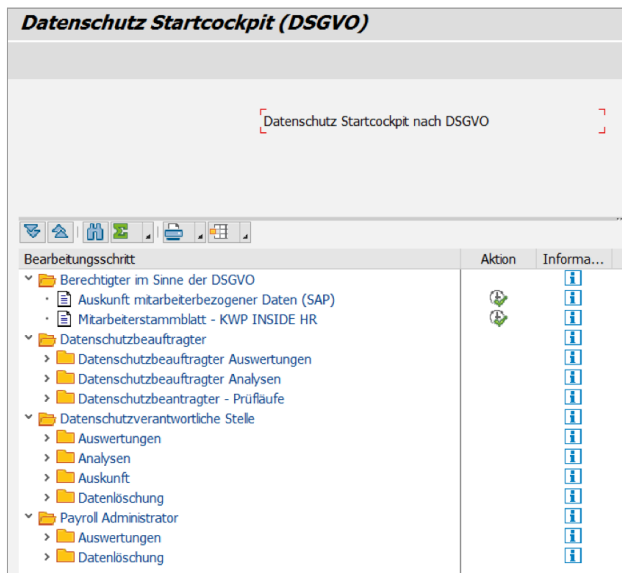 Datenschutz Startcockpit (DSGVO)
Datenschutz Startcockpit nach DSGVO
Bearbeitungsschritt Aktion Informa...
Berechtigter im Sinne der DSGVO
Auskunft mitarbeiterbezogener Daten (SAP)
Mitarbeiterstammblatt - KWP INSIDE HR
Datenschutzbeauftragter
Datenschutzbeauftragter Auswertungen
Datenschutzbeauftragter Analysen
Datenschutzbeantragter - Prüfläufe
Datenschutzverantwortliche Stelle
Auswertungen
Analysen
Auskunft
Datenlöschung
Payroll Administrator
Auswertungen
Datenlöschung